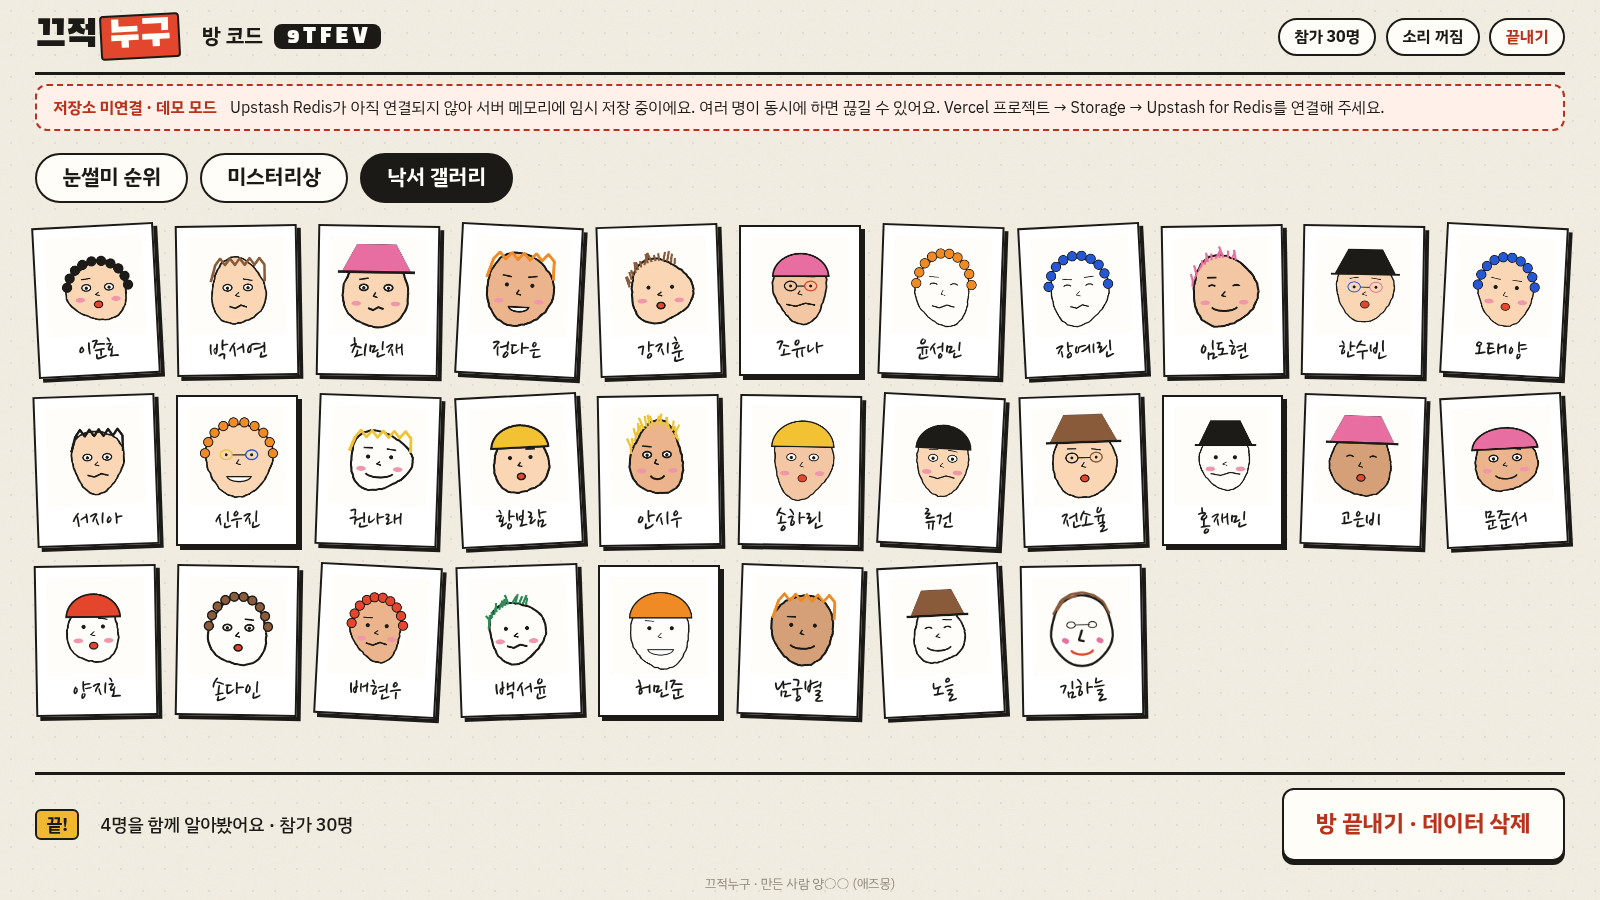 끄적 누구 방 코드 9TFEV 참가 30명 소리 꺼짐 끝내기
저장소 미연결 · 데모 모드 Upstash Redis가 아직 연결되지 않아 서버 메모리에 임시 저장 중이에요. 여러 명이 동시에 하면 끊길 수 있어요. Vercel 프로젝트 → Storage → Upstash for Redis를 연결해 주세요.
눈썰미 순위 미스터리상 낙서 갤러리
이준호 박서연 최민재 정다은 강지훈 조유나 윤성민 장예린 임도현 한수빈 오태양
서지아 신우진 권나래 황보람 안시우 송하린 류건 전소율 홍재민 고은비 문준서
양지호 손다인 배현우 백서윤 허민준 남궁별 노을 김하늘
끝! 4명을 함께 알아봤어요 · 참가 30명 방 끝내기 · 데이터 삭제
끄적누구 · 만든 사람 양○○ (애즈몽)